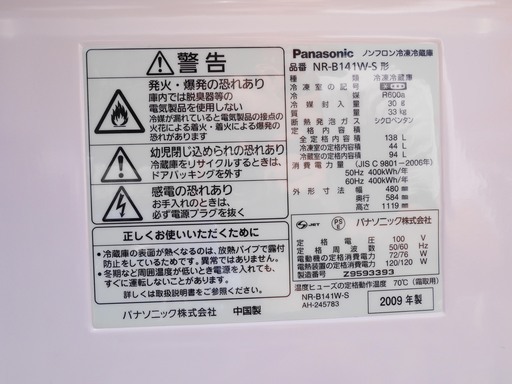 警告
発火・爆発の恐れあり
庫内では脱臭器等の
電気製品を使用しない
冷媒が漏れていると電気製品の接点の
火花による着火・着火による爆発の
恐れがあります
幼児閉じ込められの恐れあり
冷蔵庫をリサイクルするときは、
ドアパッキングを外す
感電の恐れあり
お手入れのときは、
必ず電源プラグを抜く
正しくお使いいただくために
・冷蔵庫の表面が熱くなるのは、放熱パイプで露付
防止をしているためです。異常ではありません。
・冬期など周囲温度が低いとき電源を入れても、
すぐに運転しないことがあります。
詳しくは取扱説明書をご参照ください。
パナソニック株式会社 中国製
Panasonic ノンフロン冷凍冷蔵庫
品番 NR-B141W-S 形
種類 冷凍冷蔵庫
冷凍室の記号
冷媒 R600a
冷媒封入量 30 g
質量 33 kg
断熱発泡ガス シクロペンタン
定格内容積
全定格内容積 138 L
冷凍室の定格内容積 44 L
冷蔵室の定格内容積 94 L
消費電力量 (JIS C 9801-2006年)
50Hz 400kWh/年
60Hz 400kWh/年
外形寸法 幅 480 mm
奥行 584 mm
高さ 1119 mm
JET PS E パナソニック株式会社
定格電圧 100 V
定格周波数 50/60 Hz
電動機の定格消費電力 72/76 W
電熱装置の定格消費電力 120/120 W
製造番号 Z9593393
温度ヒューズの定格動作温度 70℃ (霜取用)
NR-B141W-S
AH-245783
2009 年製